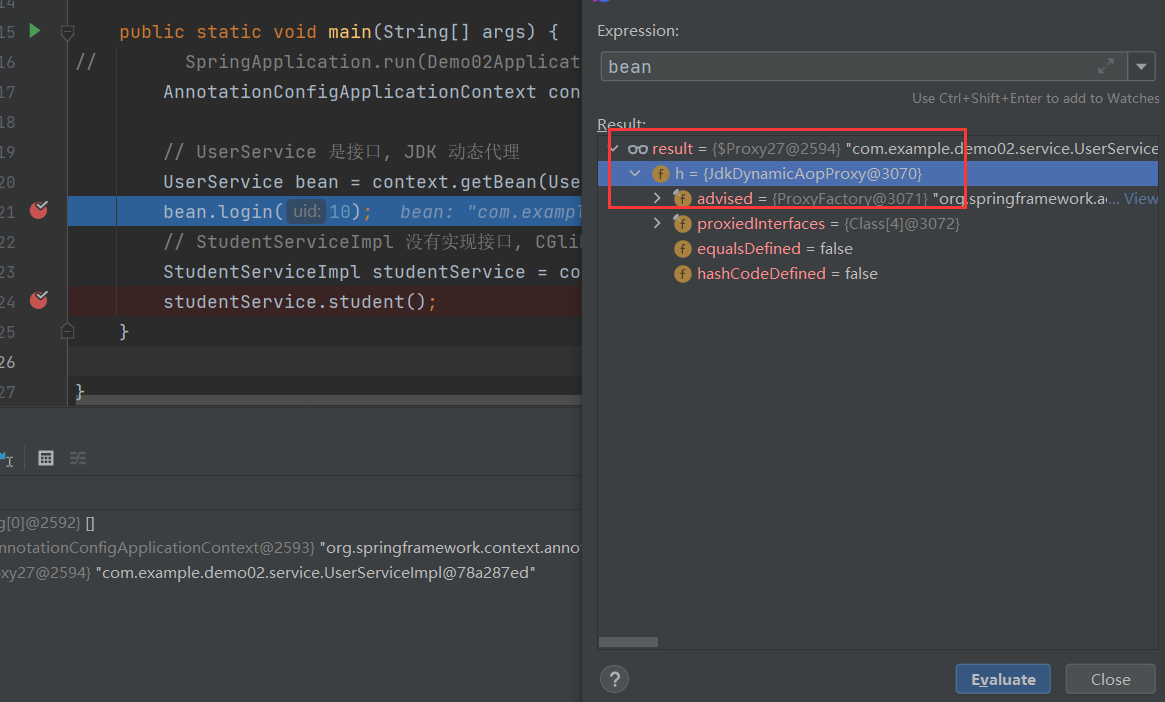 14
15 public static void main(String[] args) {
16 // SpringApplication.run(Demo02Applicat
17 AnnotationConfigApplicationContext con
18
19 // UserService 是接口, JDK 动态代理
20 UserService bean = context.getBean(Use
21 bean.login( uid: 10); bean: "com.exampl
22 // StudentServiceImpl 没有实现接口, CGli
23 StudentServiceImpl studentService = co
24 studentService.student();
25 }
26
27 }
g[0]@2592} []
nnotationConfigApplicationContext@2593} "org.springframework.context.anno
xy27@2594} "com.example.demo02.service.UserServiceImpl@78a287ed"
Expression:
bean
Use Ctrl+Shift+Enter to add to Watches
Result:
result = {$Proxy27@2594} "com.example.demo02.service.UserService
f h = {JdkDynamicAopProxy@3070}
f advised = {ProxyFactory@3071} "org.springframework.ao... View
f proxiedInterfaces = {Class[4]@3072}
f equalsDefined = false
f hashCodeDefined = false
? Evaluate Close